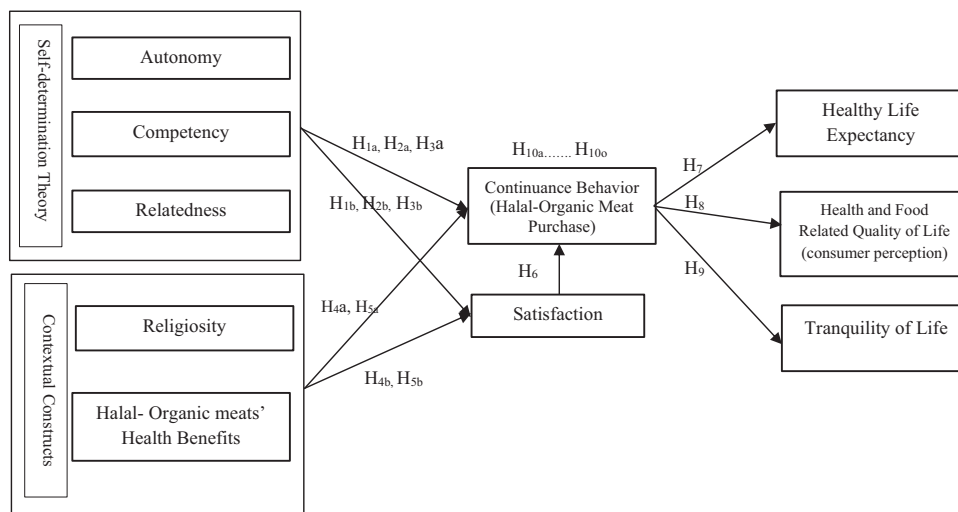 Self-determination Theory
Autonomy
Competency
Relatedness
Contextual Constructs
Religiosity
Halal- Organic meats’
Health Benefits
H1a, H2a, H3a
H1b, H2b, H3b
H4a, H5a
H4b, H5b
H10a....... H10o
Continuance Behavior
(Halal-Organic Meat
Purchase)
H6
Satisfaction
H7
H8
H9
Healthy Life
Expectancy
Health and Food
Related Quality of Life
(consumer perception)
Tranquility of Life